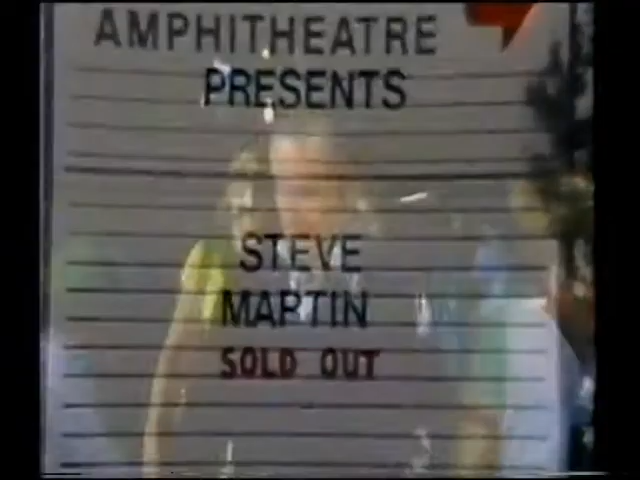 AMPHITHEATRE
PRESENTS
STEVE
MARTIN
SOLD OUT